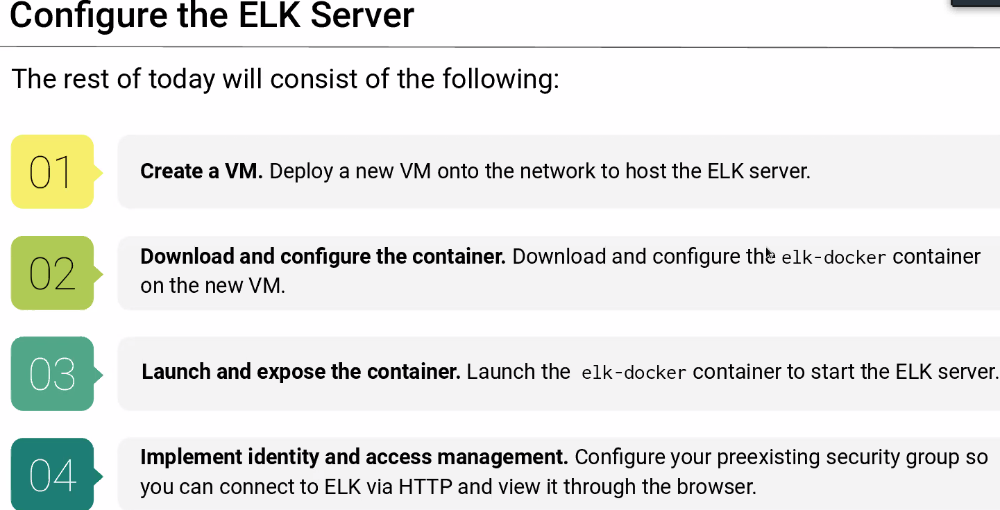 Configure the ELK Server
The rest of today will consist of the following:
01
Create a VM. Deploy a new VM onto the network to host the ELK server.
02
Download and configure the container. Download and configure the elk-docker container
on the new VM.
03
Launch and expose the container. Launch the elk-docker container to start the ELK server.
04
Implement identity and access management. Configure your preexisting security group so
you can connect to ELK via HTTP and view it through the browser.